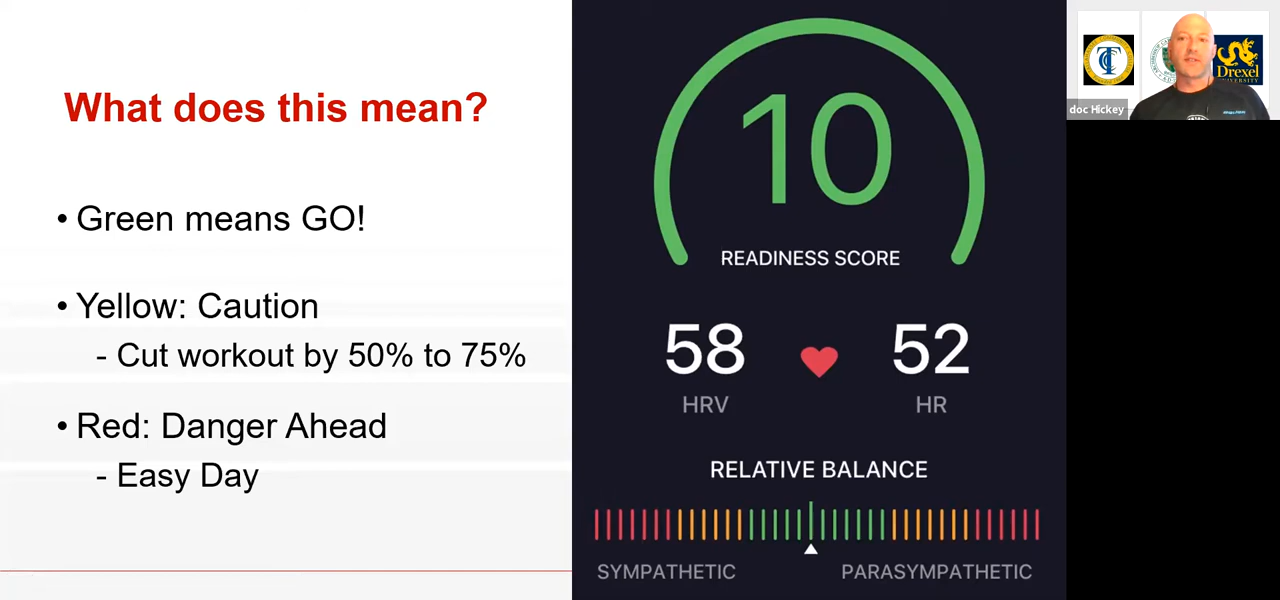 What does this mean?
• Green means GO!
• Yellow: Caution
- Cut workout by 50% to 75%
• Red: Danger Ahead
- Easy Day
10
READINESS SCORE
58
52
HRV
HR
RELATIVE BALANCE
SYMPATHETIC
PARASYMPATHETIC
Drexel
UNIVERSITY
doc Hickey